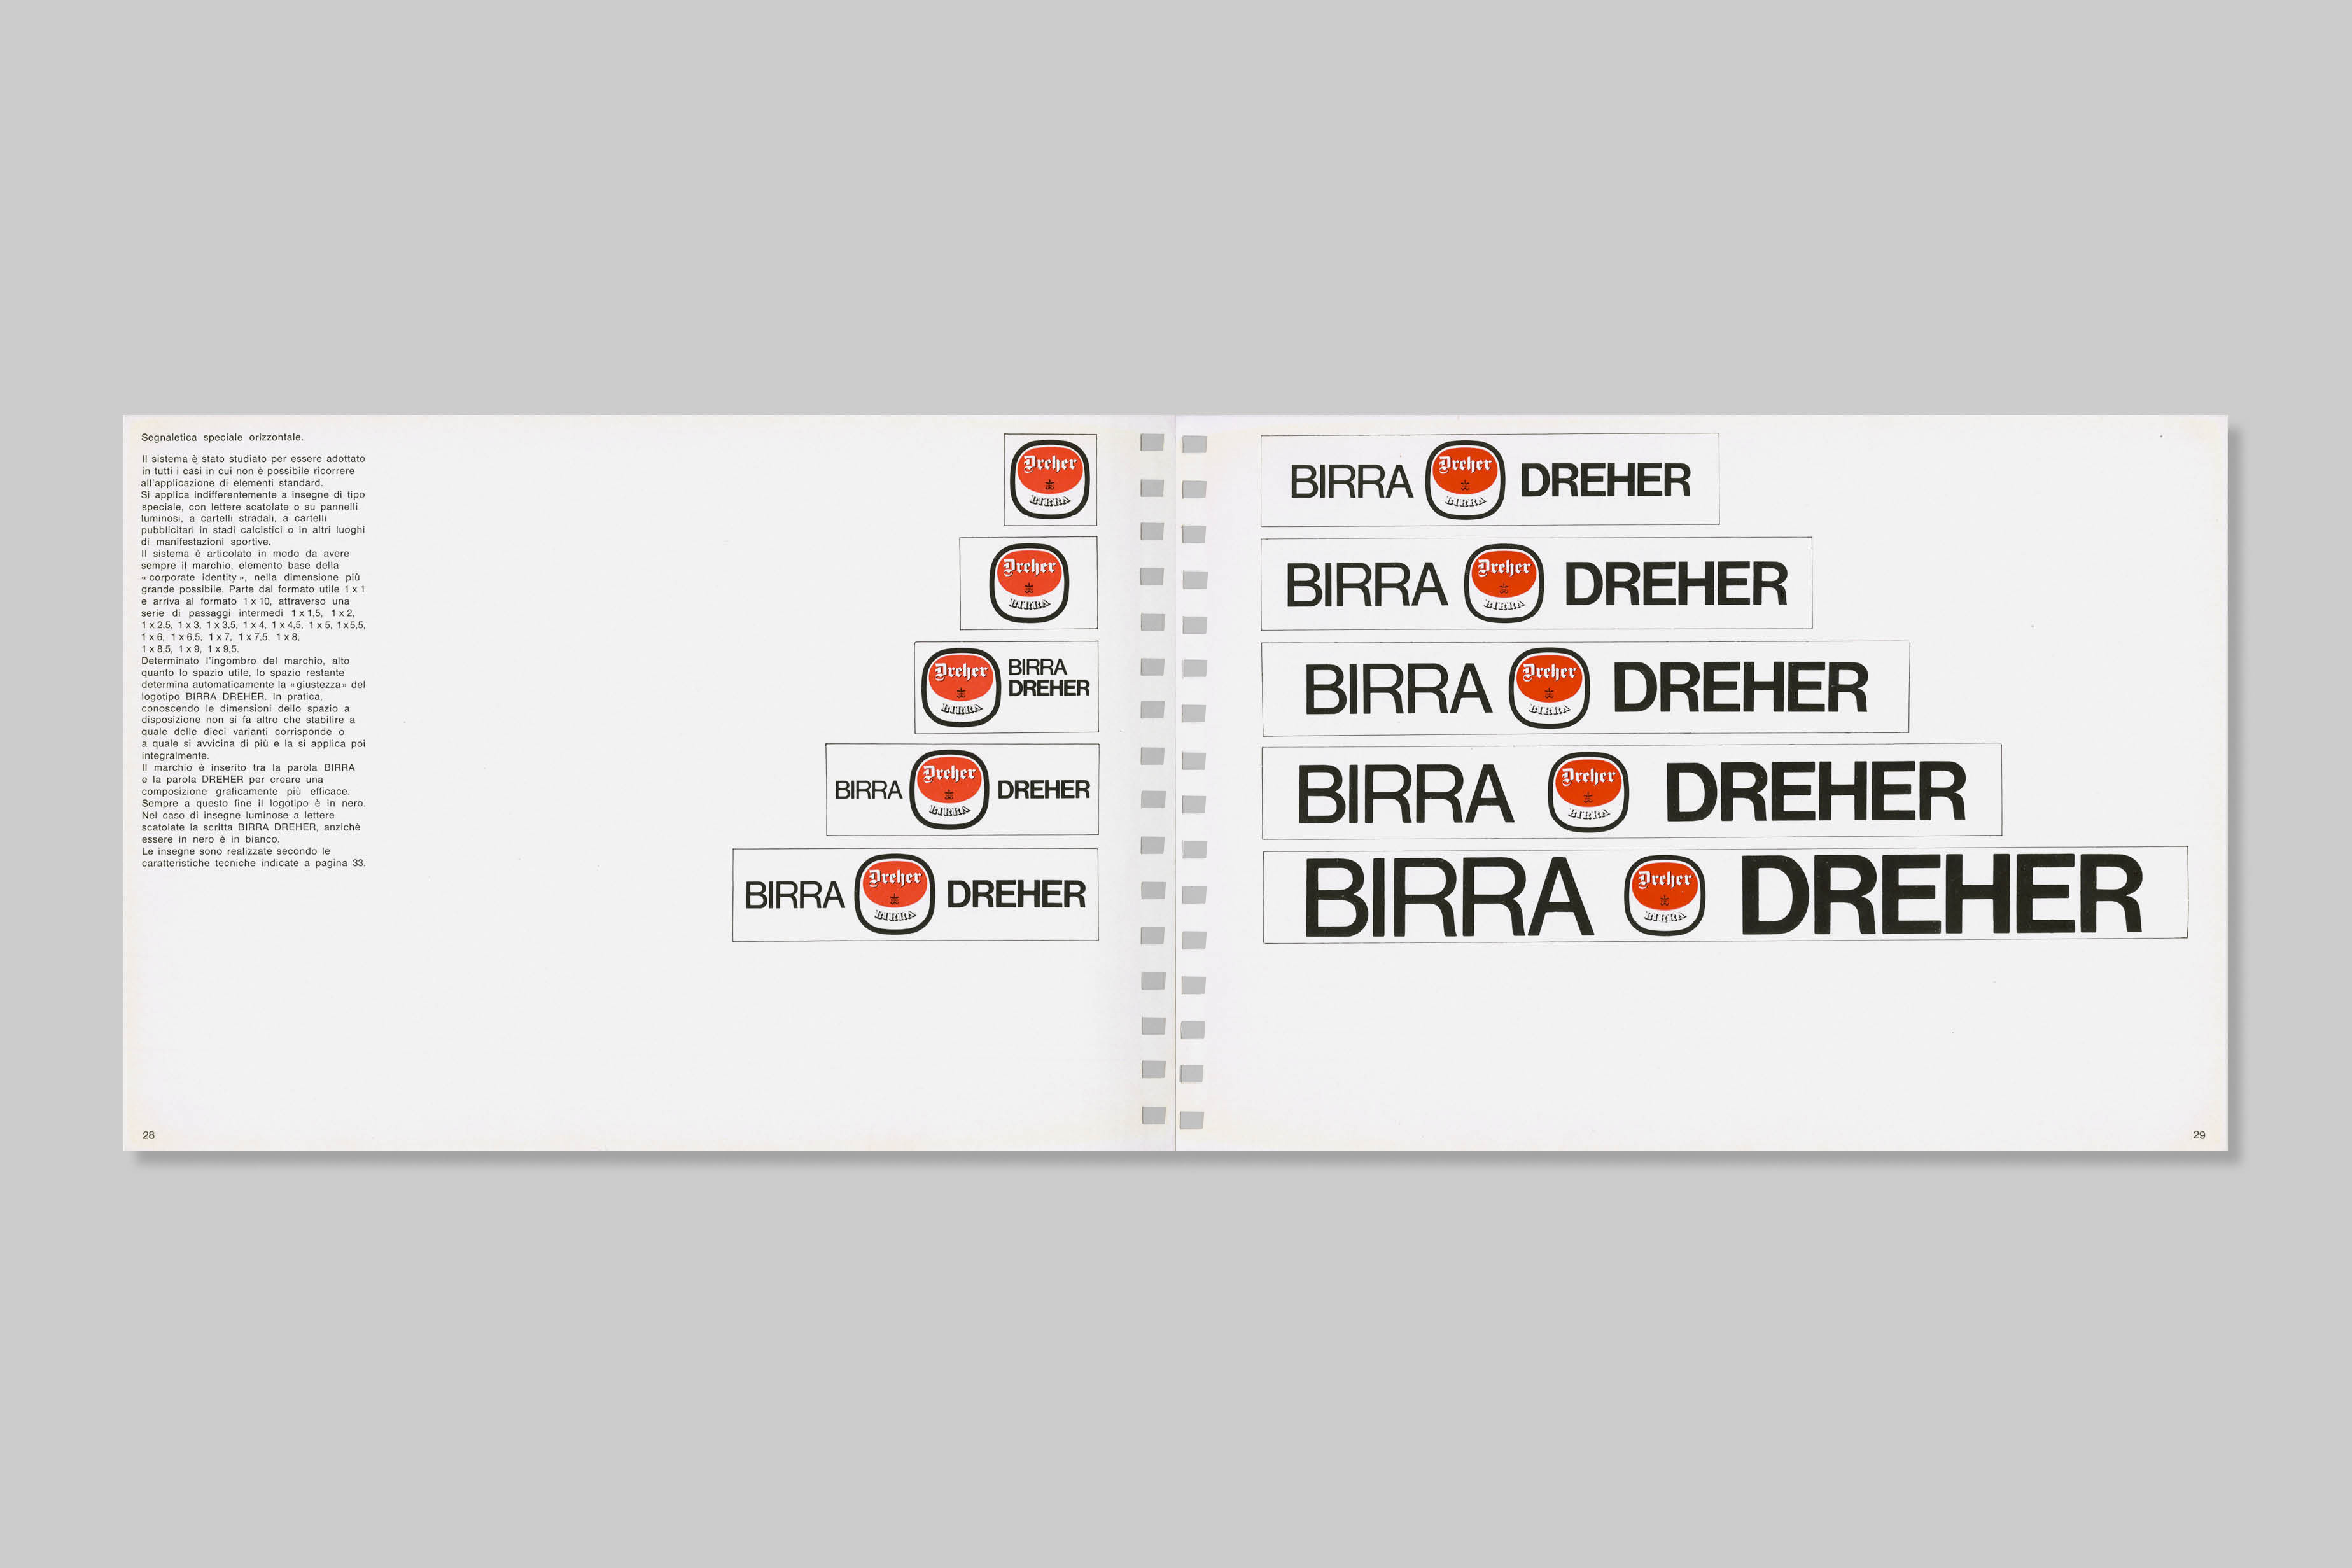 Segnaletica speciale orizzontale.
Il sistema è stato studiato per essere adottato
in tutti i casi in cui non è possibile ricorrere
all'applicazione di elementi standard.
Si applica indifferentemente a insegne di tipo
speciale, con lettere scatolate o su pannelli
luminosi, a cartelli stradali, a cartelli
pubblicitari in stadi calcistici o in altri luoghi
di manifestazioni sportive.
Il sistema è articolato in modo da avere
sempre il marchio, elemento base della
« corporate identity », nella dimensione più
grande possibile. Parte dal formato utile 1 x 1
e arriva al formato 1 x 10, attraverso una
serie di passaggi intermedi 1 x 1,5, 1 x 2,
1 x 2,5, 1 x 3, 1 x 3,5, 1 x 4, 1 x 4,5, 1 x 5, 1x5,5,
1 x 6, 1 x 6,5, 1 x 7, 1 x 7,5, 1 x 8,
1 x 8,5, 1 x 9, 1 x 9,5.
Determinato l'ingombro del marchio, alto
quanto lo spazio utile, lo spazio restante
determina automaticamente la «giustezza» del
logotipo BIRRA DREHER. In pratica,
conoscendo le dimensioni dello spazio a
disposizione non si fa altro che stabilire a
quale delle dieci varianti corrisponde o
a quale si avvicina di più e la si applica poi
integralmente.
Il marchio è inserito tra la parola BIRRA
e la parola DREHER per creare una
composizione graficamente più efficace.
Sempre a questo fine il logotipo è in nero.
Nel caso di insegne luminose a lettere
scatolate la scritta BIRRA DREHER, anzichè
essere in nero è in bianco.
Le insegne sono realizzate secondo le
caratteristiche tecniche indicate a pagina 33.
Dreher
BIRRA
Dreher
BIRRA
Dreher
BIRRA
BIRRA
DREHER
BIRRA
Dreher
BIRRA
DREHER
BIRRA
Dreher
BIRRA
DREHER
28
BIRRA
Dreher
BIRRA
DREHER
BIRRA
Dreher
BIRRA
DREHER
BIRRA
Dreher
BIRRA
DREHER
BIRRA
Dreher
BIRRA
DREHER
BIRRA
Dreher
BIRRA
DREHER
29